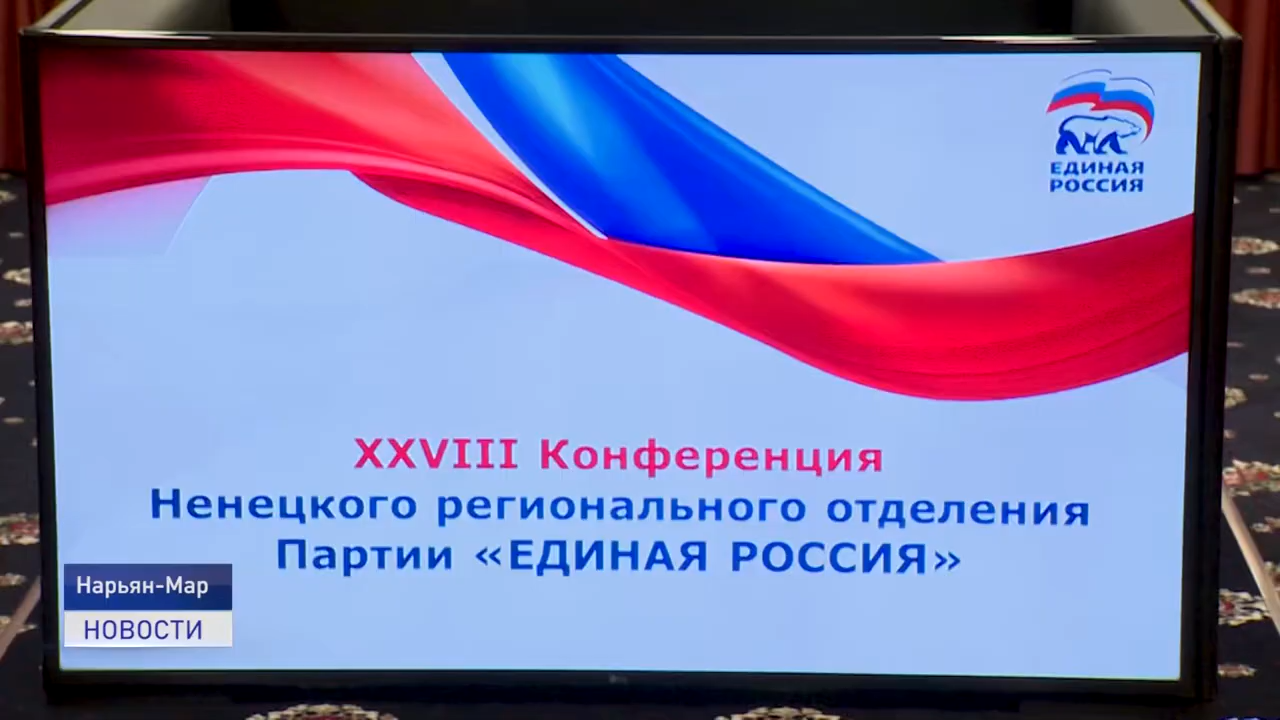 ЕДИНАЯ
РОССИЯ
XXVIII Конференция
Ненецкого регионального отделения
Партии «ЕДИНАЯ РОССИЯ»
Нарьян-Мар
НОВОСТИ